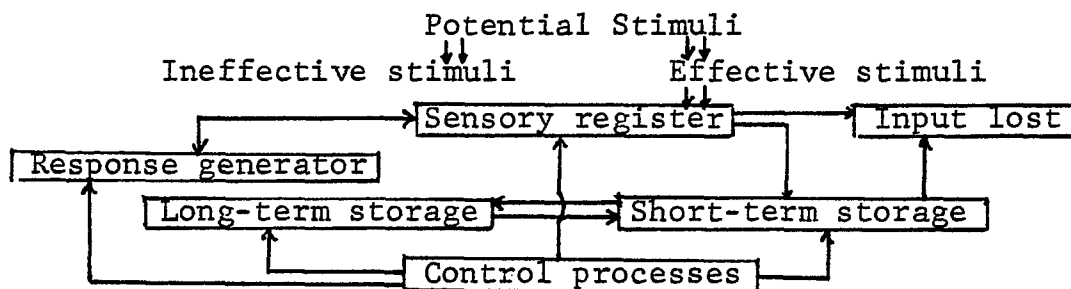 Potential Stimuli
Ineffective stimuli Effective stimuli
Sensory register Input lost
Response generator
Long-term storage Short-term storage
Control processes